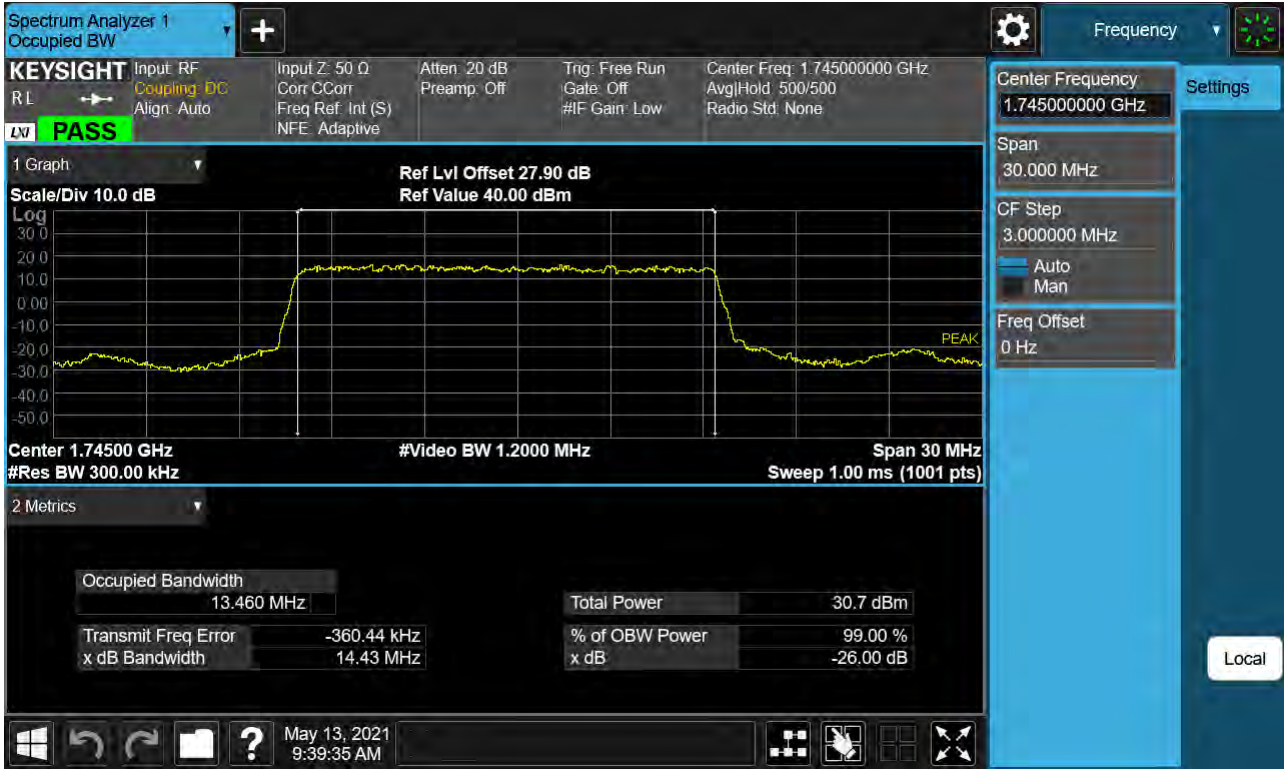 Spectrum Analyzer 1
Occupied BW
+
Frequency
KEYSIGHT
R L
LXI PASS
Input: RF
Coupling: DC
Align: Auto
Input Z: 50 Ω
Corr CCorr
Freq Ref: Int (S)
NFE: Adaptive
Atten: 20 dB
Preamp: Off
Trig: Free Run
Gate: Off
#IF Gain: Low
Center Freq: 1.745000000 GHz
Avg|Hold: 500/500
Radio Std: None
1 Graph
Scale/Div 10.0 dB
Ref Lvl Offset 27.90 dB
Ref Value 40.00 dBm
Log
30.0
20.0
10.0
0.00
-10.0
-20.0
-30.0
-40.0
-50.0
PEAK
Center 1.74500 GHz
#Video BW 1.2000 MHz
Span 30 MHz
#Res BW 300.00 kHz
Sweep 1.00 ms (1001 pts)
2 Metrics
Occupied Bandwidth
13.460 MHz
Total Power 30.7 dBm
Transmit Freq Error -360.44 kHz
% of OBW Power 99.00 %
x dB Bandwidth 14.43 MHz
x dB -26.00 dB
Center Frequency
1.745000000 GHz
Settings
Span
30.000 MHz
CF Step
3.000000 MHz
Auto
Man
Freq Offset
0 Hz
Local
?
May 13, 2021
9:39:35 AM